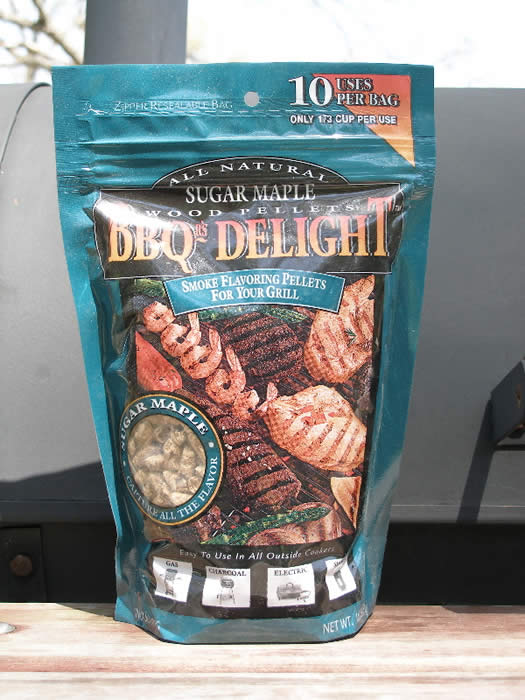 ZIPPER RESEALABLE BAG
10 USES PER BAG
ONLY 1/3 CUP PER USE
ALL NATURAL
SUGAR MAPLE
WOOD PELLETS
BBQR'S DELIGHT
SMOKE FLAVORING PELLETS
FOR YOUR GRILL
SUGAR MAPLE
CAPTURE ALL THE FLAVOR
Easy To Use In All Outside Cookers
GAS
CHARCOAL
ELECTRIC
NET WT.